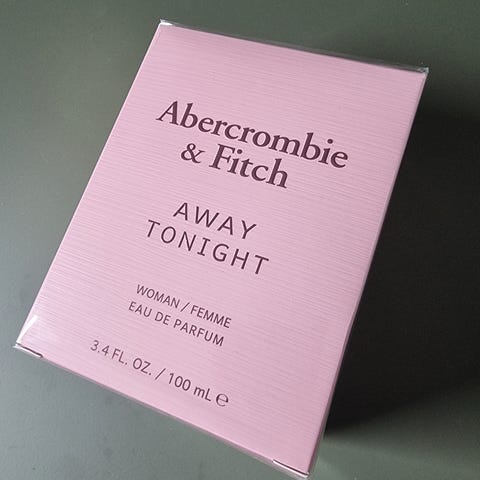 Abercrombie
& Fitch
AWAY
TONIGHT
WOMAN / FEMME
EAU DE PARFUM
3.4 FL. OZ. / 100 mL ℮